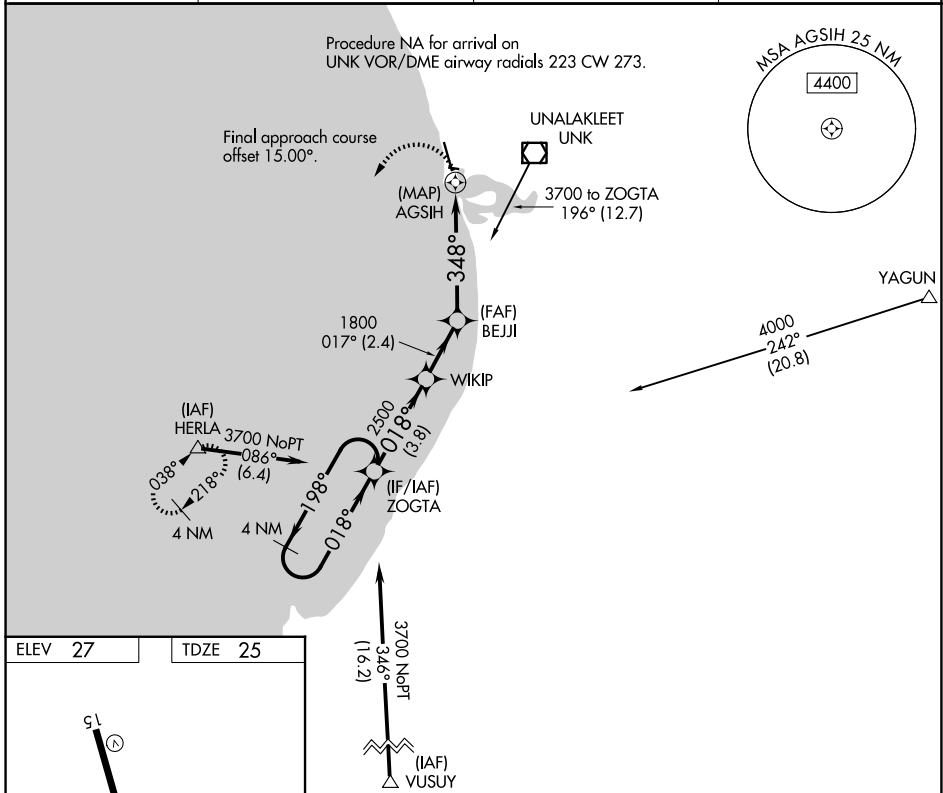 Procedure NA for arrival on
UNK VOR/DME airway radials 223 CW 273.
MSA AGSIH 25 NM
4400
UNALAKLEET
UNK
Final approach course
offset 15.00°.
(MAP)
AGSIH
3700 to ZOGTA
196° (12.7)
348°
YAGUN
(FAF)
BEJJI
1800
017° (2.4)
4000
242°
(20.8)
WIKIP
(IAF)
HERLA
3700 NoPT
086°
(6.4)
2500
018°
(3.8)
038°
218°
4 NM
198°
018°
4 NM
(IF/IAF)
ZOGTA
3700 NoPT
346°
(16.2)
(IAF)
VUSUY
ELEV 27
TDZE 25
15
V